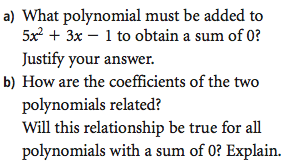 a) What polynomial must be added to
5x² + 3x − 1 to obtain a sum of 0?
Justify your answer.
b) How are the coefficients of the two
polynomials related?
Will this relationship be true for all
polynomials with a sum of 0? Explain.